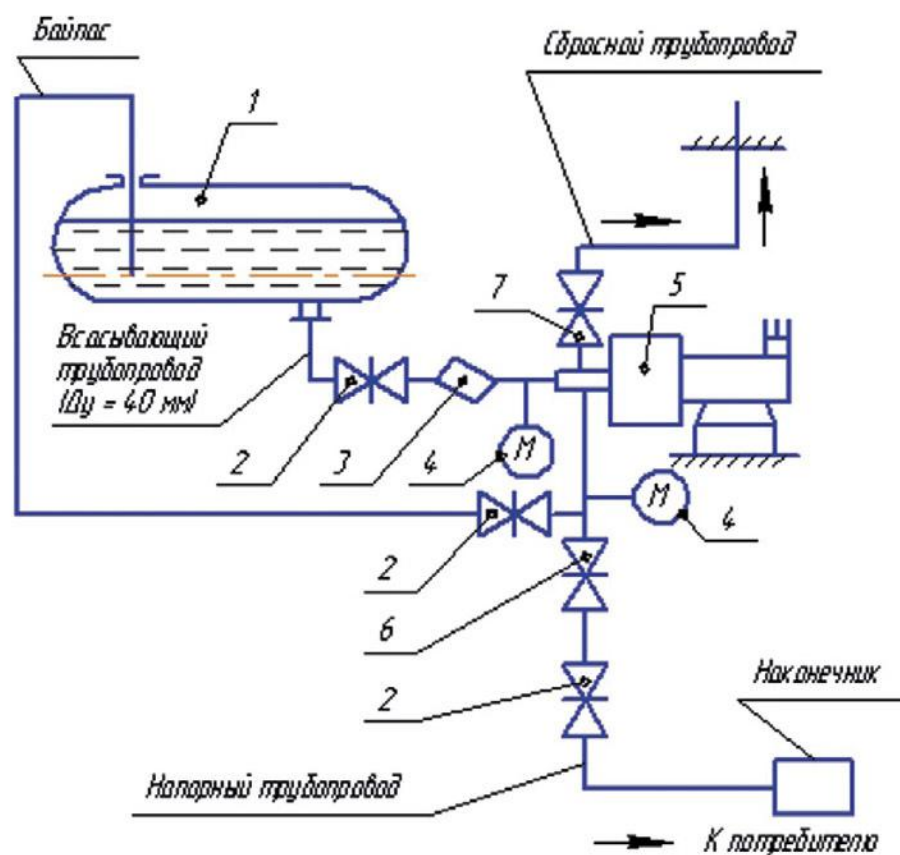 Байпас
Сбросной трубопровод
1
7
5
Всасывающий
трубопровод
(Ду = 40 мм)
2
3
4
М
М
4
2
6
2
Наконечник
Напорный трубопровод
К потребителю